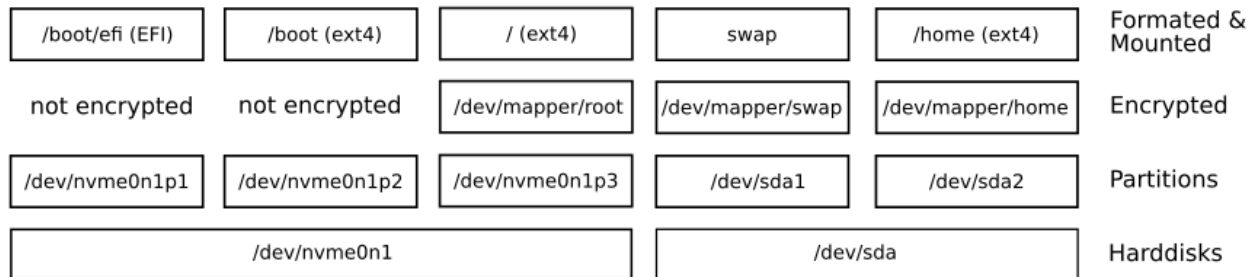 /boot/efi (EFI)
/boot (ext4)
/ (ext4)
swap
/home (ext4)
Formated &
Mounted
not encrypted
not encrypted
/dev/mapper/root
/dev/mapper/swap
/dev/mapper/home
Encrypted
/dev/nvme0n1p1
/dev/nvme0n1p2
/dev/nvme0n1p3
/dev/sda1
/dev/sda2
Partitions
/dev/nvme0n1
/dev/sda
Harddisks